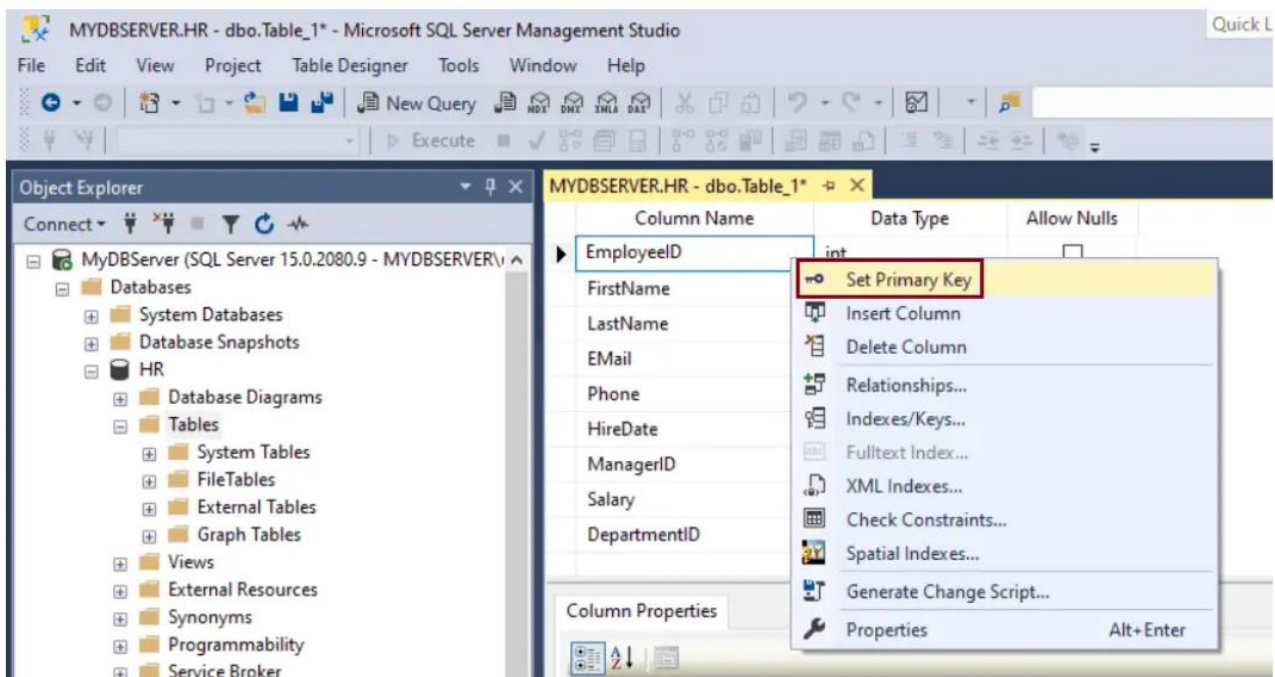 MYDBSERVER.HR - dbo.Table_1* - Microsoft SQL Server Management Studio
Quick L
File Edit View Project Table Designer Tools Window Help
New Query MDX DMX XMLA DAX
Execute
Object Explorer
Connect
MyDBServer (SQL Server 15.0.2080.9 - MYDBSERVER\
Databases
System Databases
Database Snapshots
HR
Database Diagrams
Tables
System Tables
FileTables
External Tables
Graph Tables
Views
External Resources
Synonyms
Programmability
Service Broker
MYDBSERVER.HR - dbo.Table_1*
Column Name Data Type Allow Nulls
EmployeeID int
FirstName
LastName
EMail
Phone
HireDate
ManagerID
Salary
DepartmentID
Set Primary Key
Insert Column
Delete Column
Relationships...
Indexes/Keys...
Fulltext Index...
XML Indexes...
Check Constraints...
Spatial Indexes...
Generate Change Script...
Properties Alt+Enter
Column Properties